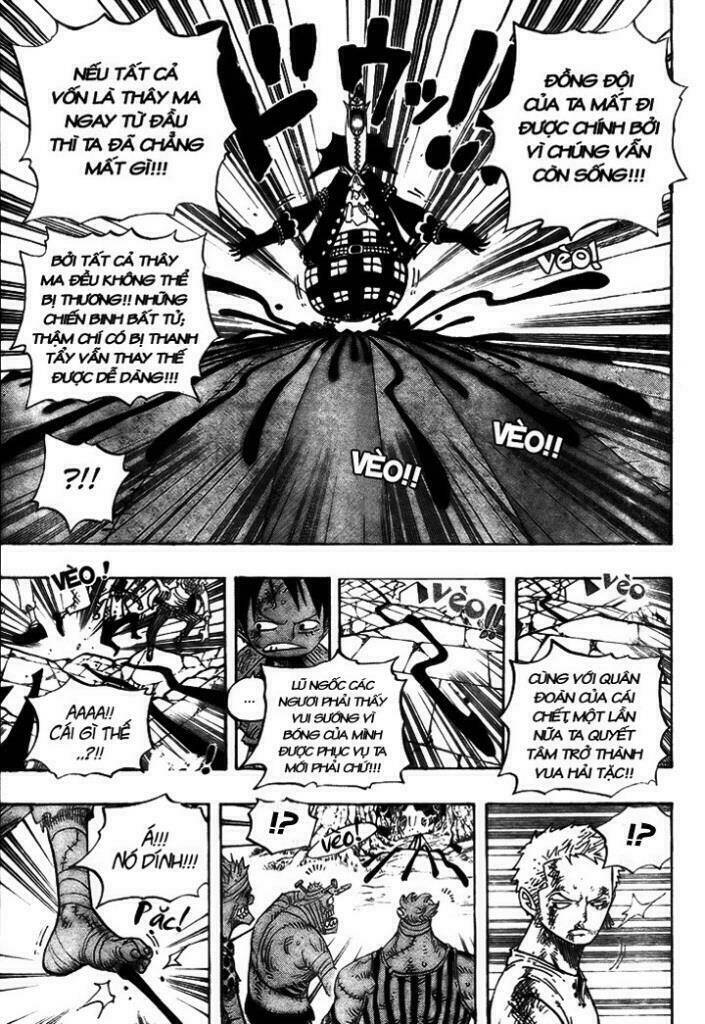 ĐỒNG ĐỘI
CỦA TA MẤT ĐI
ĐƯỢC CHÍNH BỞI
VÌ CHÚNG VẪN
CÒN SỐNG!!!
ドウッ
NẾU TẤT CẢ
VỐN LÀ THÂY MA
NGAY TỪ ĐẦU
THÌ TA ĐÃ CHẲNG
MẤT GÌ!!!
VÈO!
BỞI TẤT CẢ THÂY
MA ĐỀU KHÔNG THỂ
BỊ THƯƠNG!! NHỮNG
CHIẾN BINH BẤT TỬ;
THẬM CHÍ CÓ BỊ THANH
TẨY VẪN THAY THẾ
ĐƯỢC DỄ DÀNG!!!
VÈO!!
VÈO!!
?!!
VÈO!
CÙNG VỚI QUÂN
ĐOÀN CỦA CÁI
CHẾT, MỘT LẦN
NỮA TA QUYẾT
TÂM TRỞ THÀNH
VUA HẢI TẶC!!
VÈO!!
LŨ NGỐC CÁC
NGƯƠI PHẢI THẤY
VUI SƯỚNG VÌ
BÓNG CỦA MÌNH
ĐƯỢC PHỤC VỤ TA
MỚI PHẢI CHỨ!!!
...
VÈO!
AAAA!!
CÁI GÌ THẾ
..?!!
!?
!?
VÈO!
Á!!!
NÓ DÍNH!!!
PẶC!